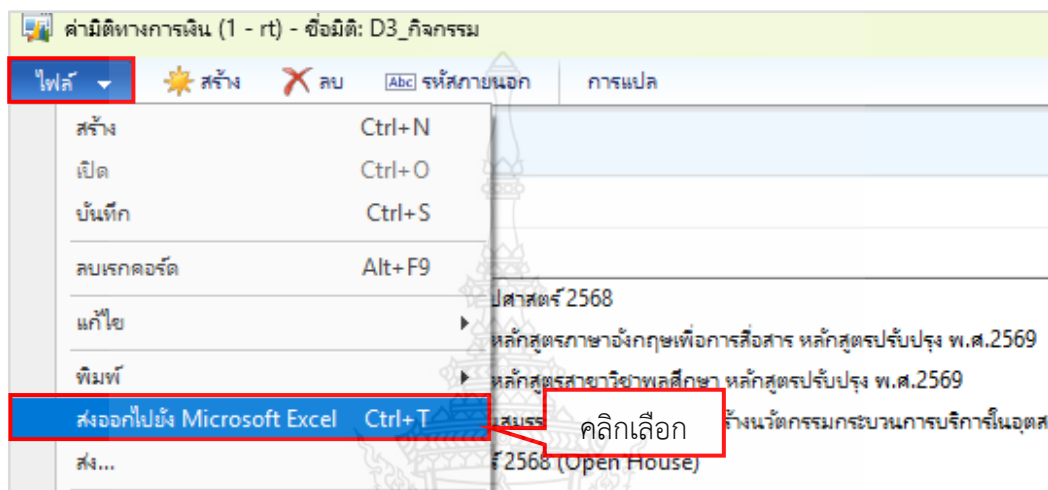 ค่ามิติทางการเงิน (1 - rt) - ชื่อมิติ: D3_กิจกรรม
ไฟล์ สร้าง ลบ Abc รหัสภายนอก การแปล
สร้าง Ctrl+N
เปิด Ctrl+O
บันทึก Ctrl+S
ลบเรกคอร์ด Alt+F9
ปศาสตร์ 2568
แก้ไข
หลักสูตรภาษาอังกฤษเพื่อการสื่อสาร หลักสูตรปรับปรุง พ.ศ.2569
พิมพ์
หลักสูตรสาขาวิชาพลศึกษา หลักสูตรปรับปรุง พ.ศ.2569
ส่งออกไปยัง Microsoft Excel Ctrl+T
คลิกเลือก
ร้างนวัตกรรมกระบวนการบริการในอุตส
ส่ง...
2568 (Open House)